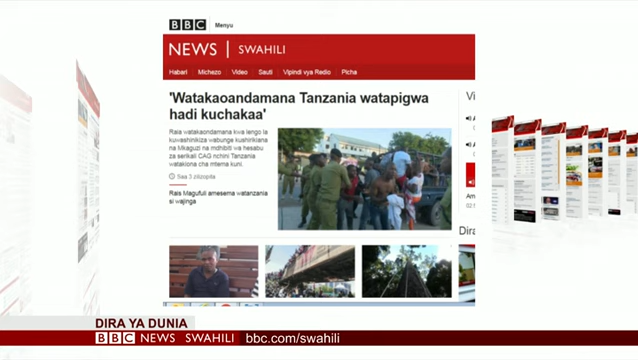 BBC Menyu
NEWS | SWAHILI
Habari Michezo Video Sauti Vipindi vya Redio Picha
'Watakaoandamana Tanzania watapigwa
hadi kuchakaa'
Raia watakaondamana kwa lengo la
kuwashinikiza wabunge kushirikiana
na Mkaguzi na mdhibiti wa hesabu
za serikali CAG nchini Tanzania
watakiona cha mtema kuni.
Saa 3 zilizopita
Rais Magufuli amesema watanzania
si wajinga
DIRA YA DUNIA
BBC NEWS SWAHILI bbc.com/swahili